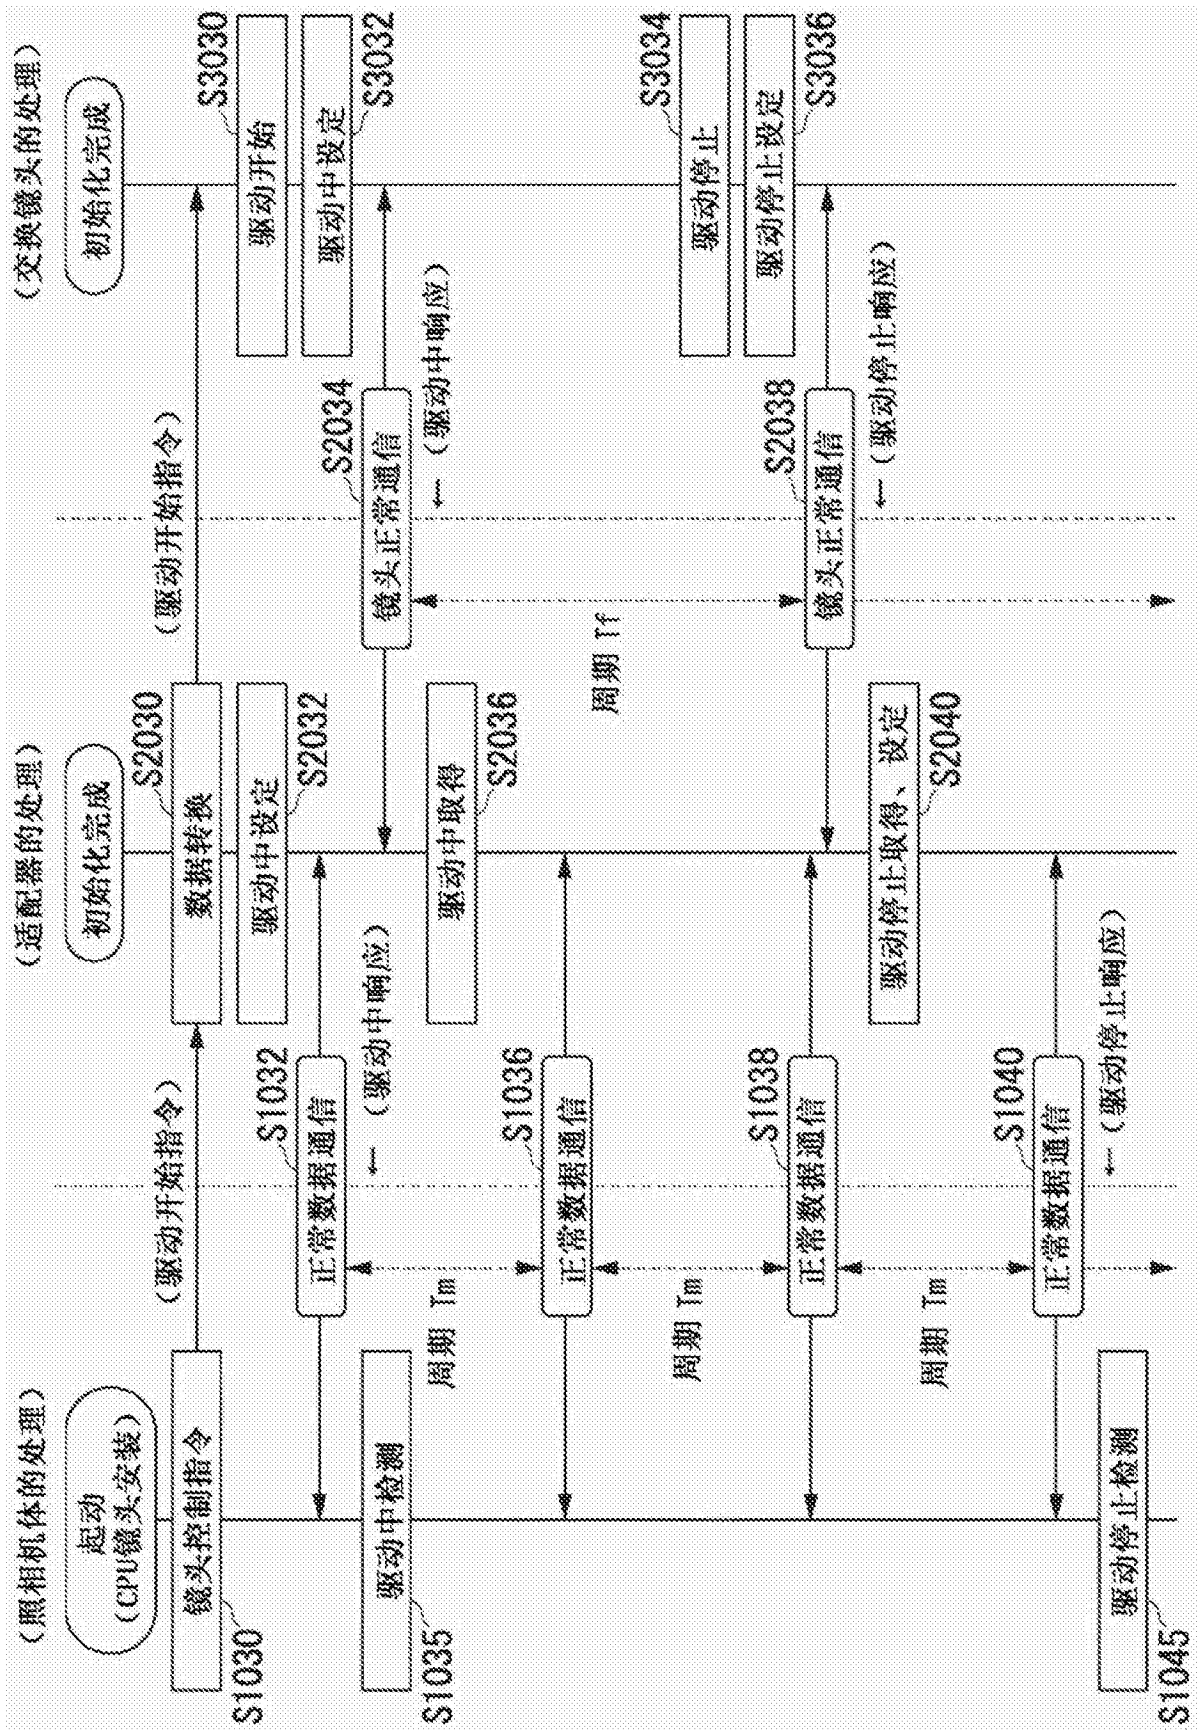 (照相机体的处理)
(适配器的处理)
(交换镜头的处理)
起动
(CPU镜头安装)
初始化完成
初始化完成
S1030
镜头控制指令
(驱动开始指令)
数据转换
S2030
(驱动开始指令)
驱动中设定
S2032
驱动开始
S3030
驱动中设定
S3032
正常数据通信
S1032
←(驱动中响应)
镜头正常通信
S2034
←(驱动中响应)
S1035
驱动中检测
周期 Tm
驱动中取得
S2036
正常数据通信
S1036
周期 Tf
周期 Tm
驱动停止
S3034
驱动停止设定
S3036
正常数据通信
S1038
镜头正常通信
S2038
←(驱动停止响应)
周期 Tm
驱动停止取得、设定
S2040
正常数据通信
S1040
←(驱动停止响应)
S1045
驱动停止检测